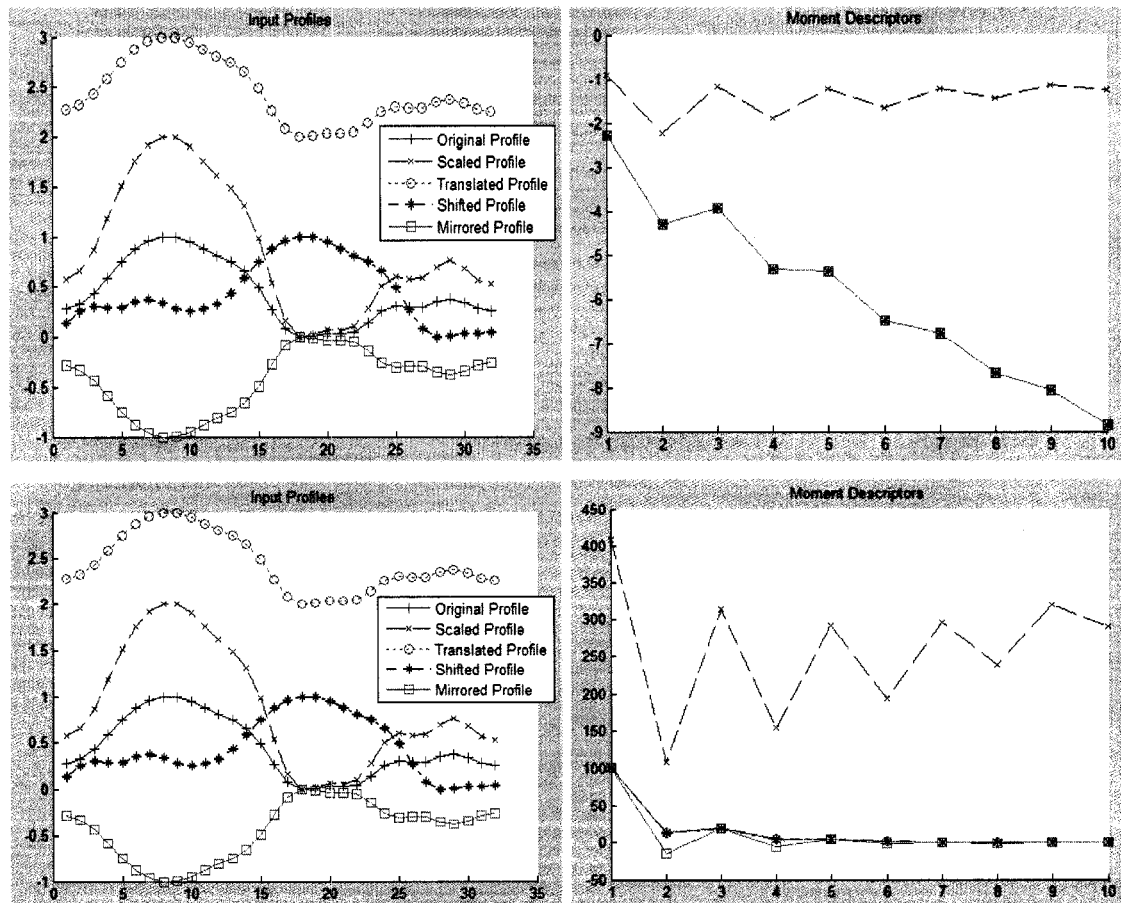 Input Profiles
3
2.5
2
1.5
1
0.5
0
-0.5
-1
0 5 10 15 20 25 30 35
Original Profile
Scaled Profile
Translated Profile
Shifted Profile
Mirrored Profile
Moment Descriptors
0
-1
-2
-3
-4
-5
-6
-7
-8
-9
1 2 3 4 5 6 7 8 9 10
Input Profiles
3
2.5
2
1.5
1
0.5
0
-0.5
-1
0 5 10 15 20 25 30 35
Original Profile
Scaled Profile
Translated Profile
Shifted Profile
Mirrored Profile
Moment Descriptors
450
400
350
300
250
200
150
100
50
0
-50
1 2 3 4 5 6 7 8 9 10